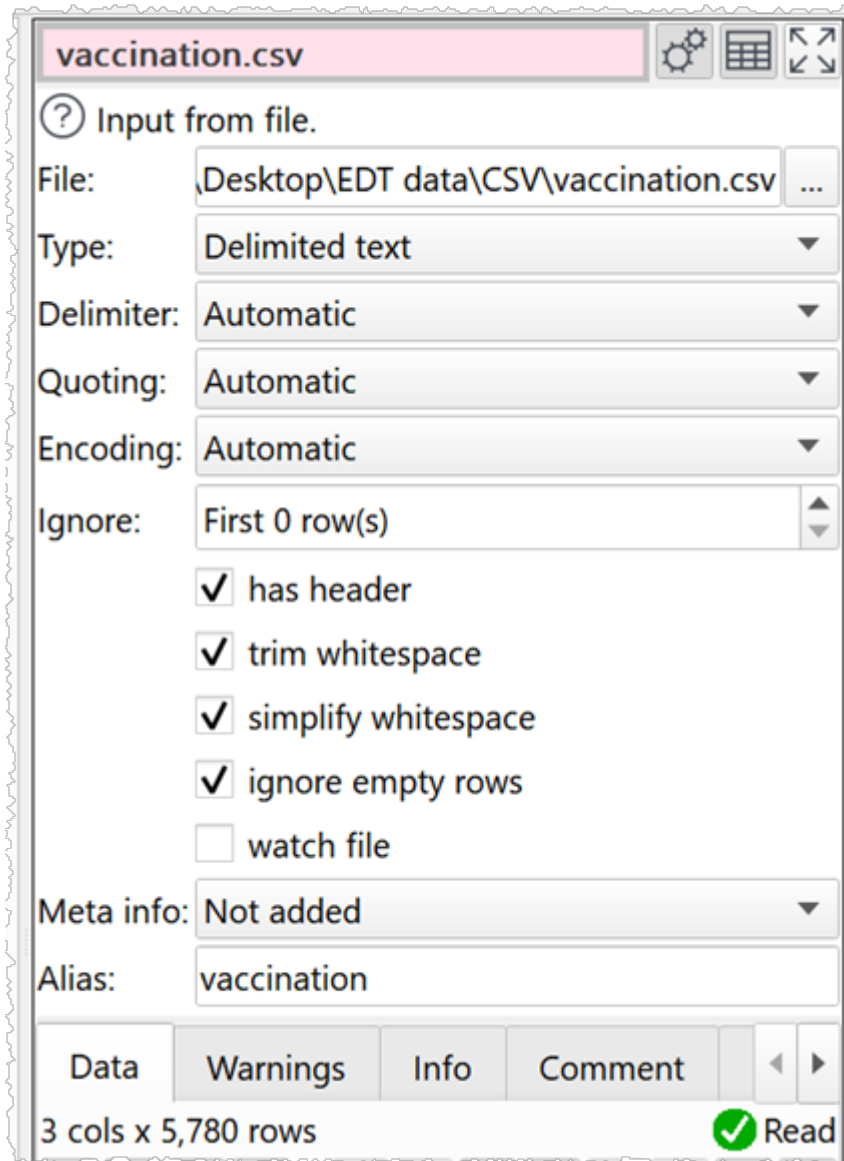 vaccination.csv
? Input from file.
File: \Desktop\EDT data\CSV\vaccination.csv ...
Type: Delimited text
Delimiter: Automatic
Quoting: Automatic
Encoding: Automatic
Ignore: First 0 row(s)
has header
trim whitespace
simplify whitespace
ignore empty rows
watch file
Meta info: Not added
Alias: vaccination
Data Warnings Info Comment
3 cols x 5,780 rows Read